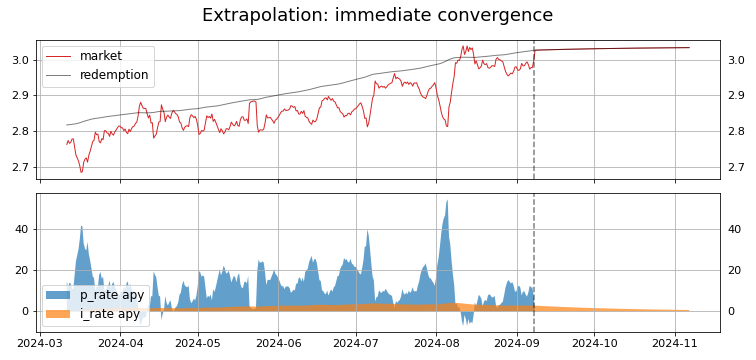 Extrapolation: immediate convergence
market
redemption
3.0
2.9
2.8
2.7
3.0
2.9
2.8
2.7
40
20
0
40
20
0
p_rate apy
i_rate apy
2024-03 2024-04 2024-05 2024-06 2024-07 2024-08 2024-09 2024-10 2024-11